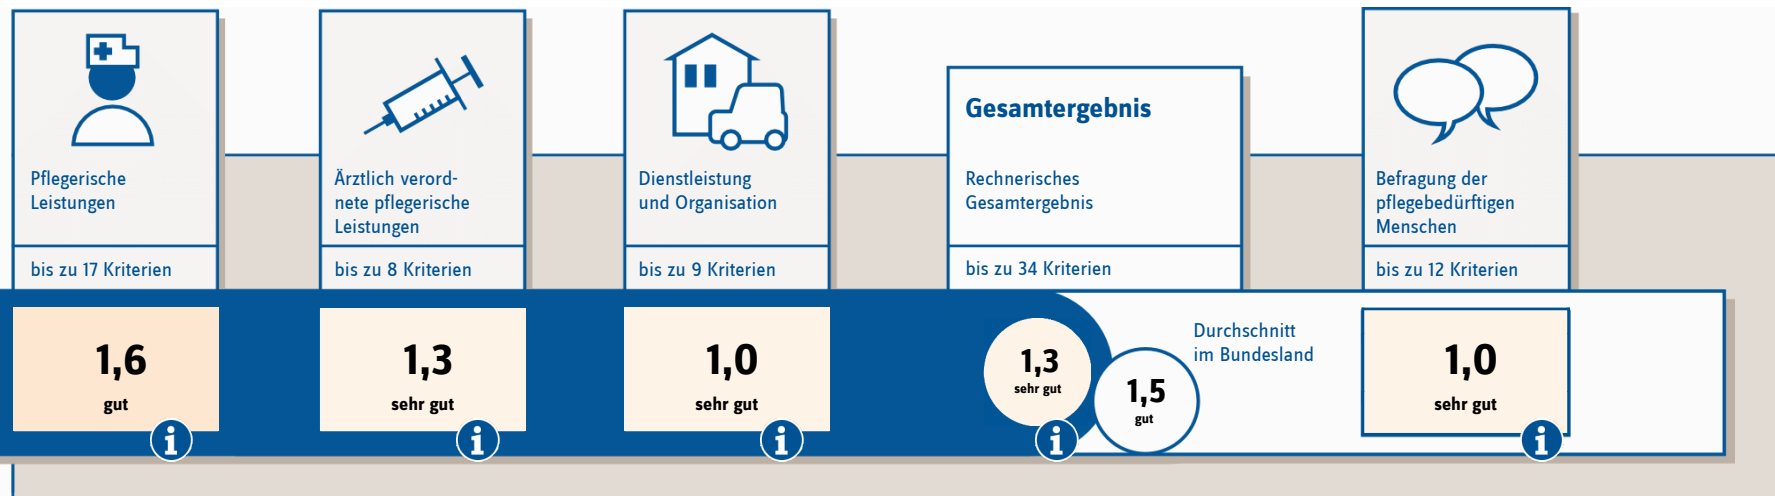 Pflegerische
Leistungen
bis zu 17 Kriterien
1,6
gut
i
Ärztlich verord-
nete pflegerische
Leistungen
bis zu 8 Kriterien
1,3
sehr gut
i
Dienstleistung
und Organisation
bis zu 9 Kriterien
1,0
sehr gut
i
Gesamtergebnis
Rechnerisches
Gesamtergebnis
bis zu 34 Kriterien
1,3
sehr gut
i
1,5
gut
Durchschnitt
im Bundesland
Befragung der
pflegebedürftigen
Menschen
bis zu 12 Kriterien
1,0
sehr gut
i